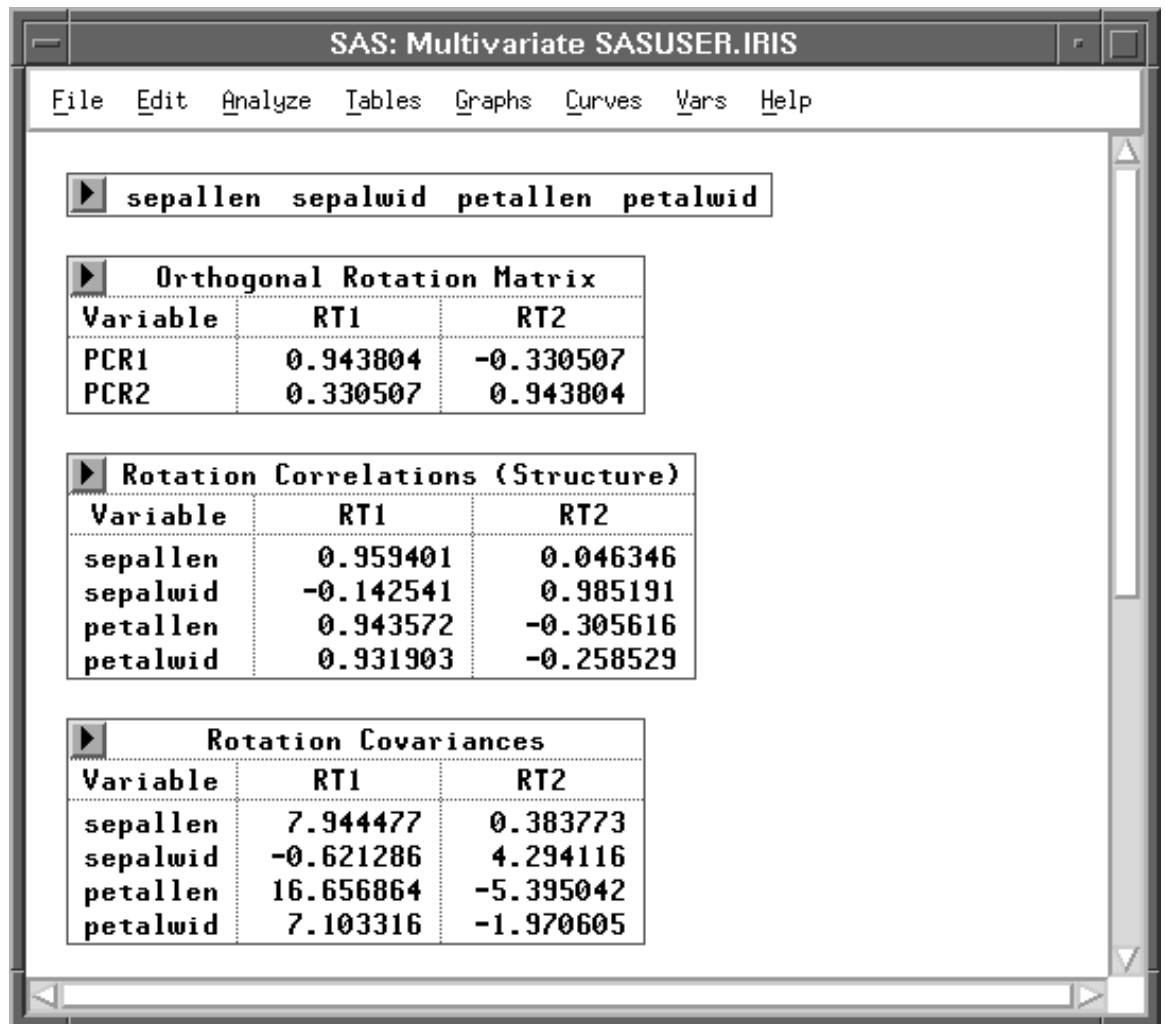 SAS: Multivariate SASUSER.IRIS
File Edit Analyze Tables Graphs Curves Vars Help
sepallen sepalwid petallen petalwid
Orthogonal Rotation Matrix
Variable RT1 RT2
PCR1 0.943804 -0.330507
PCR2 0.330507 0.943804
Rotation Correlations (Structure)
Variable RT1 RT2
sepallen 0.959401 0.046346
sepalwid -0.142541 0.985191
petallen 0.943572 -0.305616
petalwid 0.931903 -0.258529
Rotation Covariances
Variable RT1 RT2
sepallen 7.944477 0.383773
sepalwid -0.621286 4.294116
petallen 16.656864 -5.395042
petalwid 7.103316 -1.970605